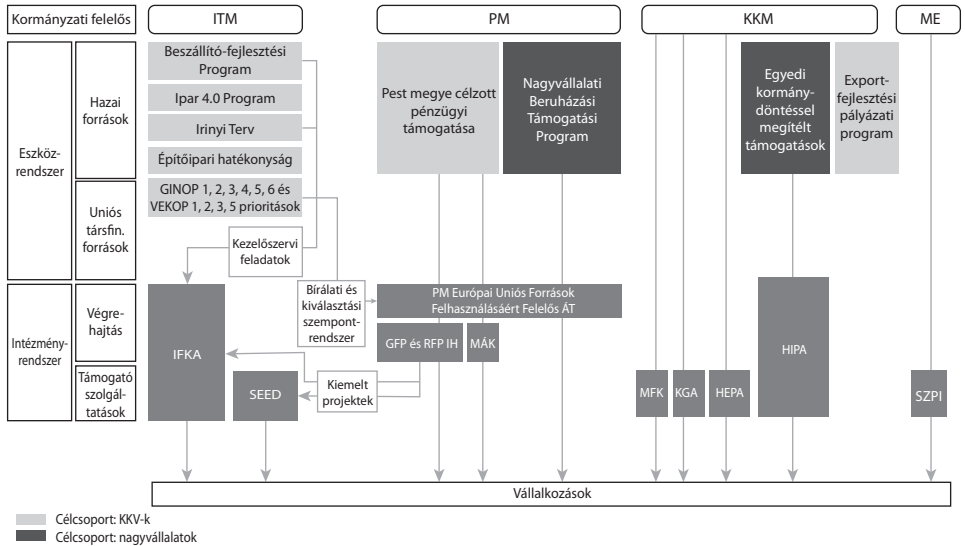 Kormányzati felelős
ITM
PM
KKM
ME
Eszköz-
rendszer
Hazai
források
Uniós
társfin.
források
Beszállító-fejlesztési
Program
Ipar 4.0 Program
Irinyi Terv
Építőipari hatékonyság
GINOP 1, 2, 3, 4, 5, 6 és
VEKOP 1, 2, 3, 5 prioritások
Pest megye célzott
pénzügyi
támogatása
Nagyvállalati
Beruházási
Támogatási
Program
Egyedi
kormány-
döntéssel
megítélt
támogatások
Export-
fejlesztési
pályázati
program
Kezelőszervi
feladatok
Bírálati és
kiválasztási
szempont-
rendszer
Intézmény-
rendszer
Végre-
hajtás
Támogató
szolgál-
tatások
IFKA
SEED
Kiemelt
projektek
PM Európai Uniós Források
Felhasználásáért Felelős ÁT
GFP és RFP IH
MÁK
MFK
KGA
HEPA
HIPA
SZPI
Vállalkozások
Célcsoport: KKV-k
Célcsoport: nagyvállalatok